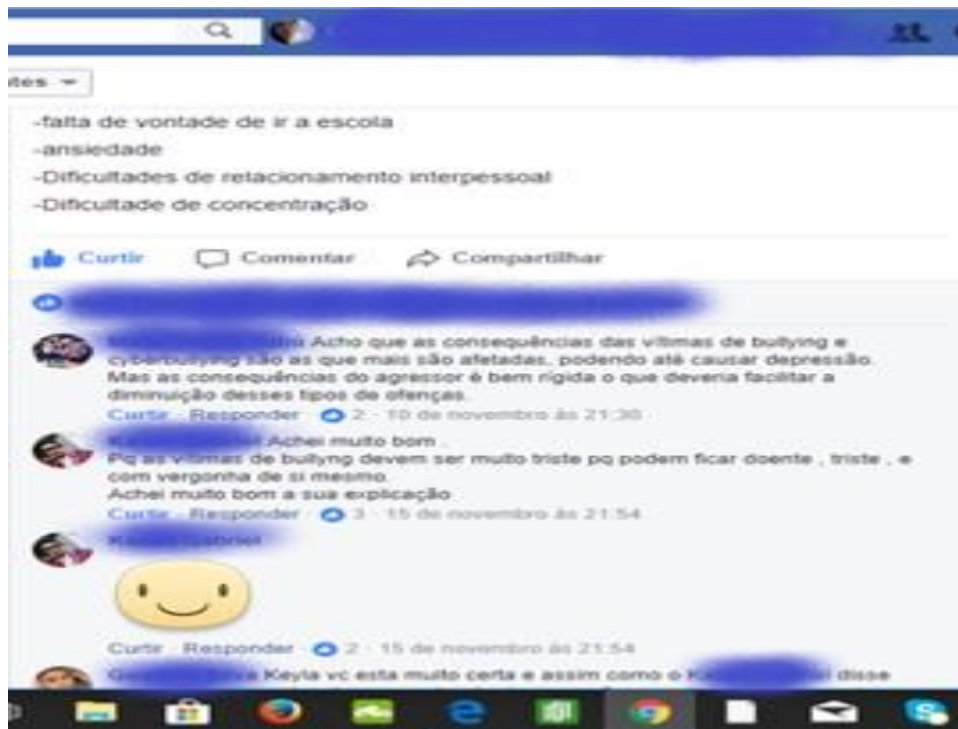 -falta de vontade de ir a escola
-ansiedade
-Dificultades de relacionamento interpessoal
-Dificultade de concentração
Curtir Comentar Compartilhar
Acho que as consequências das vítimas de bullying e
cyberbullying são as que mais são afetadas, podendo até causar depressão.
Mas as consequências do agressor é bem rígida o que deveria facilitar a
diminuição desses tipos de ofenças.
Curtir · Responder · 2 · 10 de novembro às 21:30
Achei muito bom .
Pq as vítimas de bullyng devem ser muito triste pq podem ficar doente , triste , e
com vergonha de si mesmo.
Achei muito bom a sua explicação
Curtir · Responder · 3 · 15 de novembro às 21:54
Curtir · Responder · 2 · 15 de novembro às 21:54
Keyla vc esta muito certa e assim como o disse